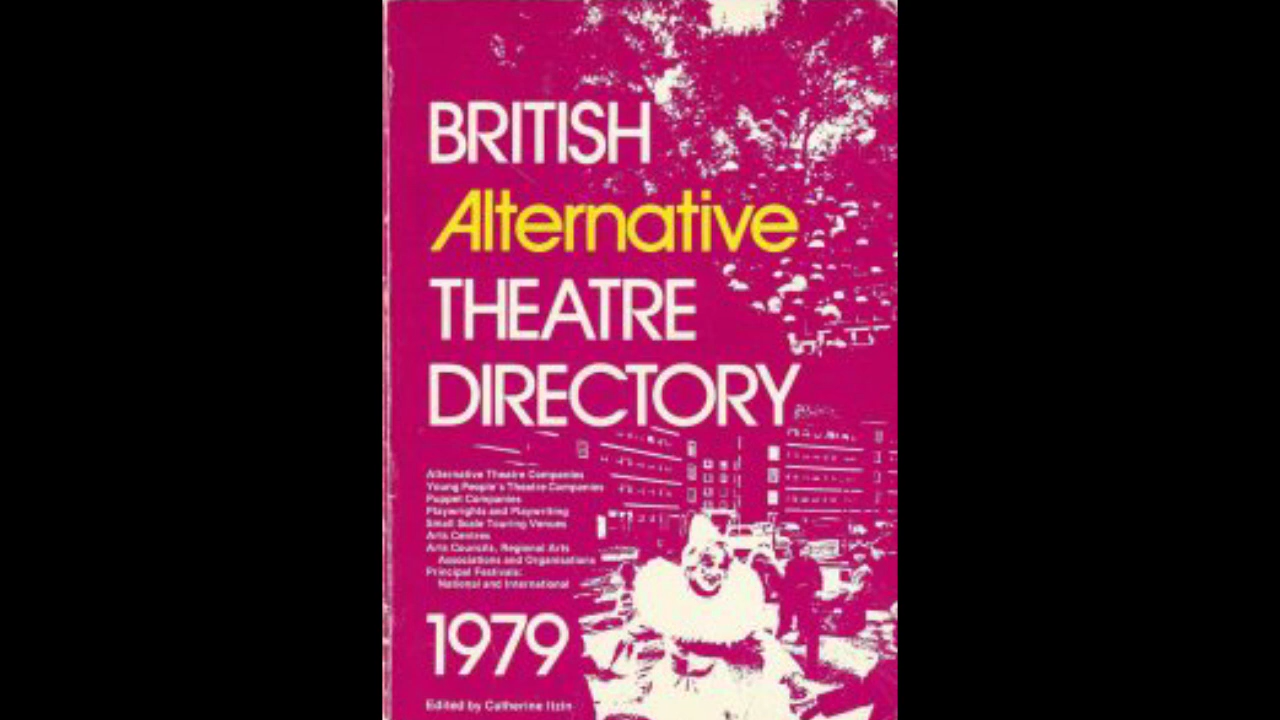 BRITISH
Alternative
THEATRE
DIRECTORY
Alternative Theatre Companies
Young People's Theatre Companies
Puppet Companies
Playwrights and Playwriting
Small Scale Touring Venues
Arts Centres
Arts Councils, Regional Arts
Associations and Organisations
Principal Festivals:
National and International
1979
Edited by Catherine Itzin